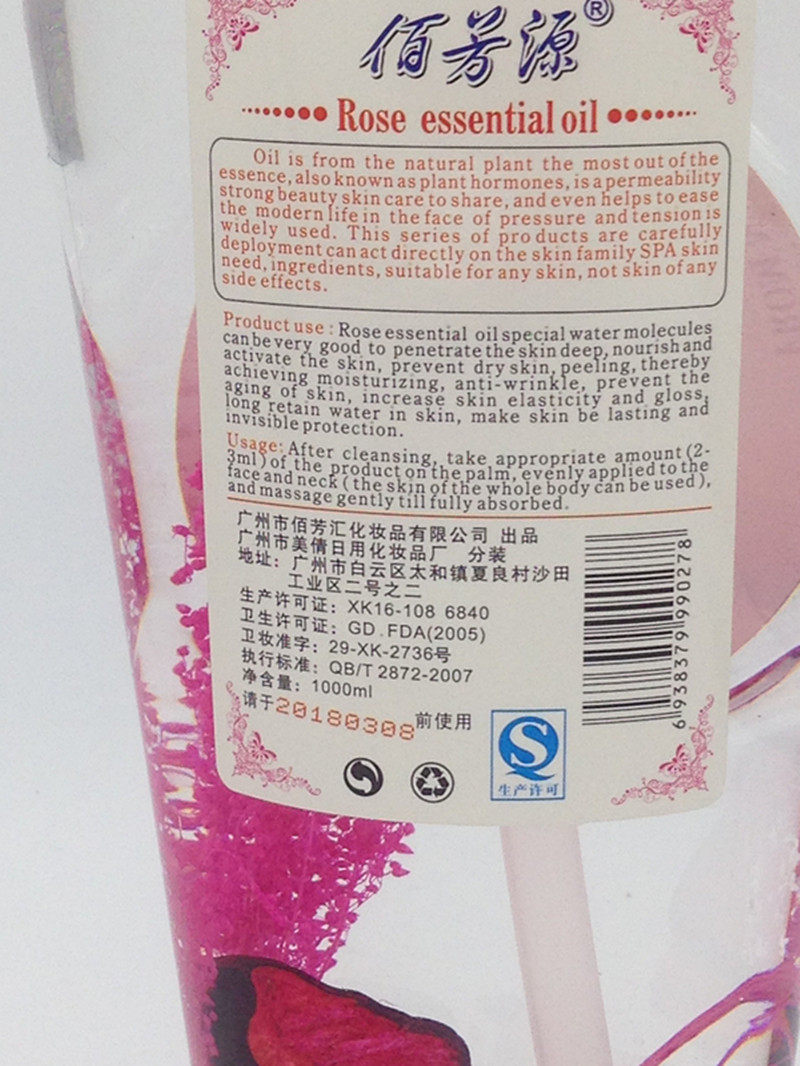 佰芳源®
Rose essential oil
Oil is from the natural plant the most out of the
essence, also known as plant hormones, is a permeability
strong beauty skin care to share, and even helps to ease
the modern life in the face of pressure and tension is
widely used. This series of products are carefully
deployment can act directly on the skin family SPA skin
need, ingredients, suitable for any skin, not skin of any
side effects.
Product use : Rose essential oil special water molecules
can be very good to penetrate the skin deep, nourish and
activate the skin, prevent dry skin, peeling, thereby
achieving moisturizing, anti-wrinkle, prevent the
aging of skin, increase skin elasticity and gloss,
long retain water in skin, make skin be lasting and
invisible protection.
Usage: After cleansing, take appropriate amount (2-
3ml) of the product on the palm, evenly applied to the
face and neck ( the skin of the whole body can be used ),
and massage gently till fully absorbed.
广州市佰芳汇化妆品有限公司 出品
广州市美倩日用化妆品厂 分装
地址：广州市白云区太和镇夏良村沙田
工业区二号之二
生产许可证：XK16-108 6840
卫生许可证：GD.FDA(2005)
卫妆准字：29-XK-2736号
执行标准：QB/T 2872-2007
净含量：1000ml
请于20180308前使用
生产许可
6 938379 990278